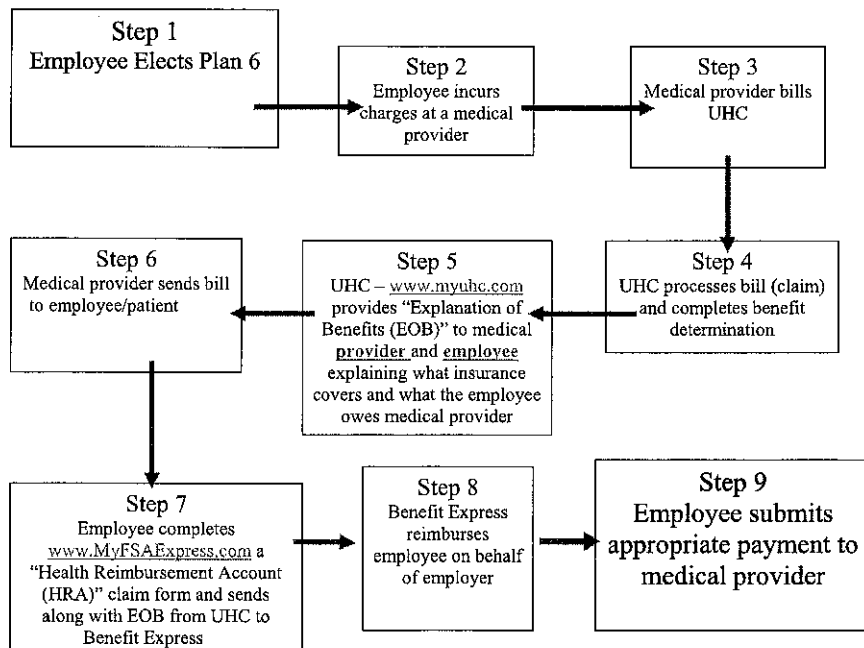 Step 1
Employee Elects Plan 6
Step 2
Employee incurs
charges at a medical
provider
Step 3
Medical provider bills
UHC
Step 4
UHC processes bill (claim)
and completes benefit
determination
Step 5
UHC – www.myuhc.com
provides “Explanation of
Benefits (EOB)” to medical
provider and employee
explaining what insurance
covers and what the employee
owes medical provider
Step 6
Medical provider sends bill
to employee/patient
Step 7
Employee completes
www.MyFSAExpress.com a
“Health Reimbursement Account
(HRA)” claim form and sends
along with EOB from UHC to
Benefit Express
Step 8
Benefit Express
reimburses
employee on behalf
of employer
Step 9
Employee submits
appropriate payment to
medical provider